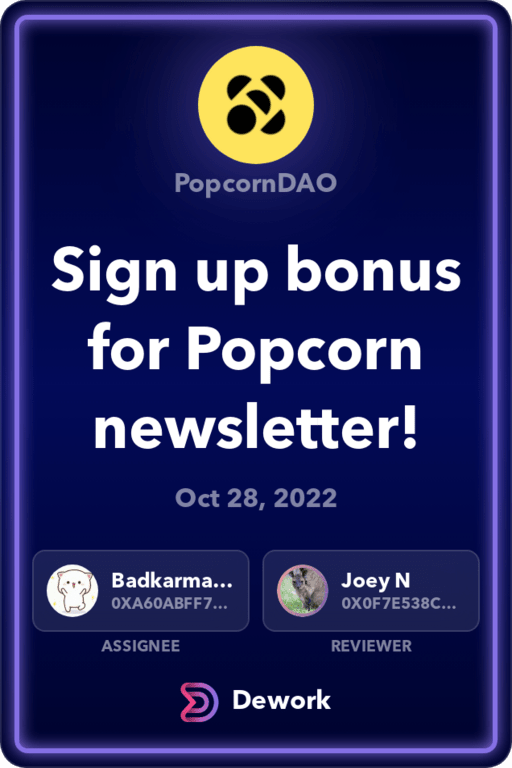 PopcornDAO
Sign up bonus
for Popcorn
newsletter!
Oct 28, 2022
Badkarma...
0XA60ABFF7...
ASSIGNEE
Joey N
0X0F7E538C...
REVIEWER
Dework